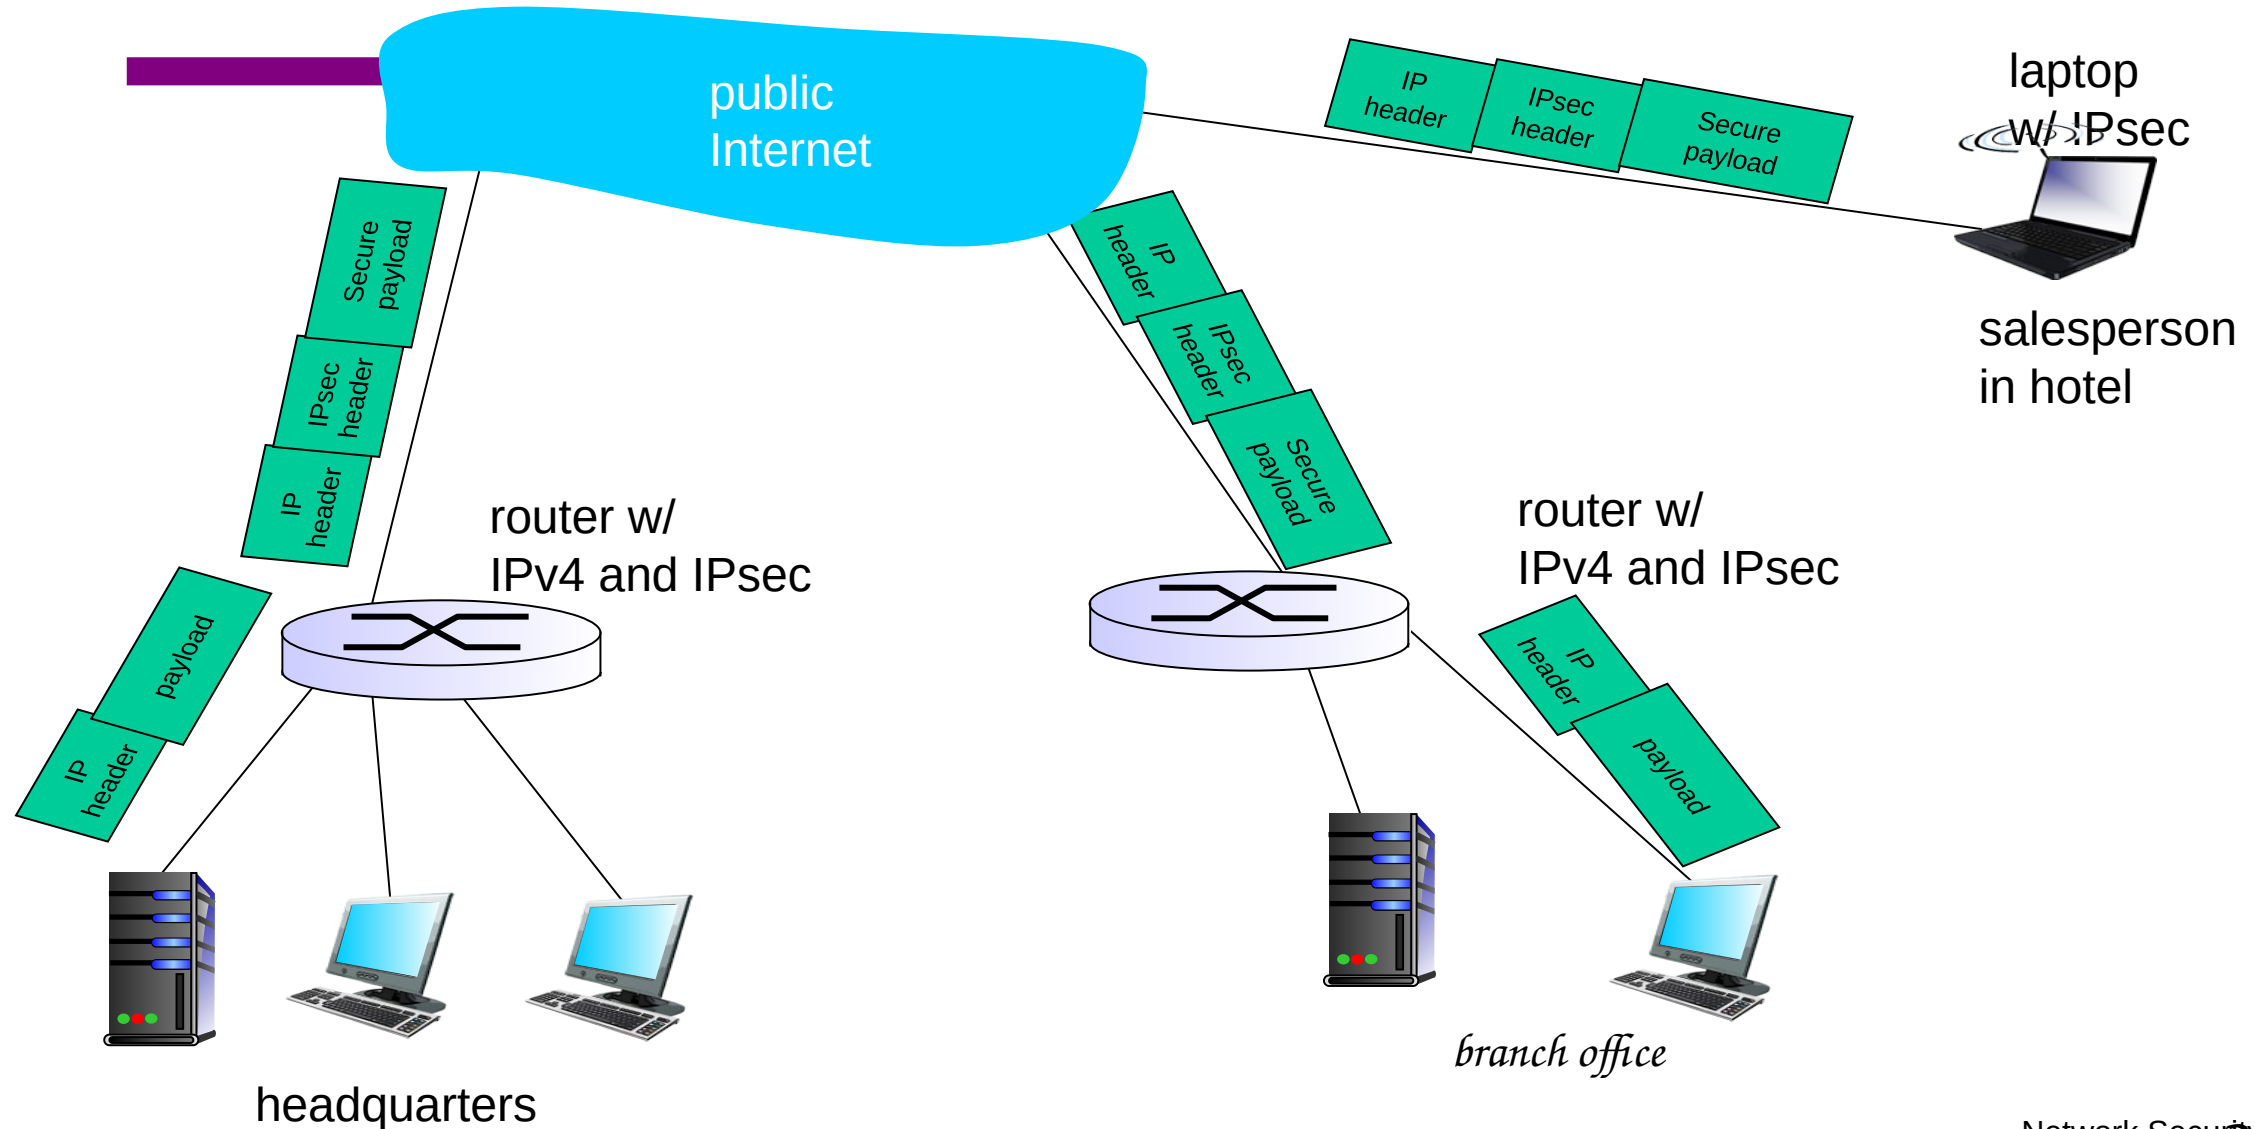 public
Internet
IP
header
IPsec
header
Secure
payload
laptop
w/ IPsec
salesperson
in hotel
Secure
payload
IPsec
header
IP
header
IP
header
IPsec
header
Secure
payload
router w/
IPv4 and IPsec
router w/
IPv4 and IPsec
payload
IP
header
IP
header
payload
branch office
headquarters
Network